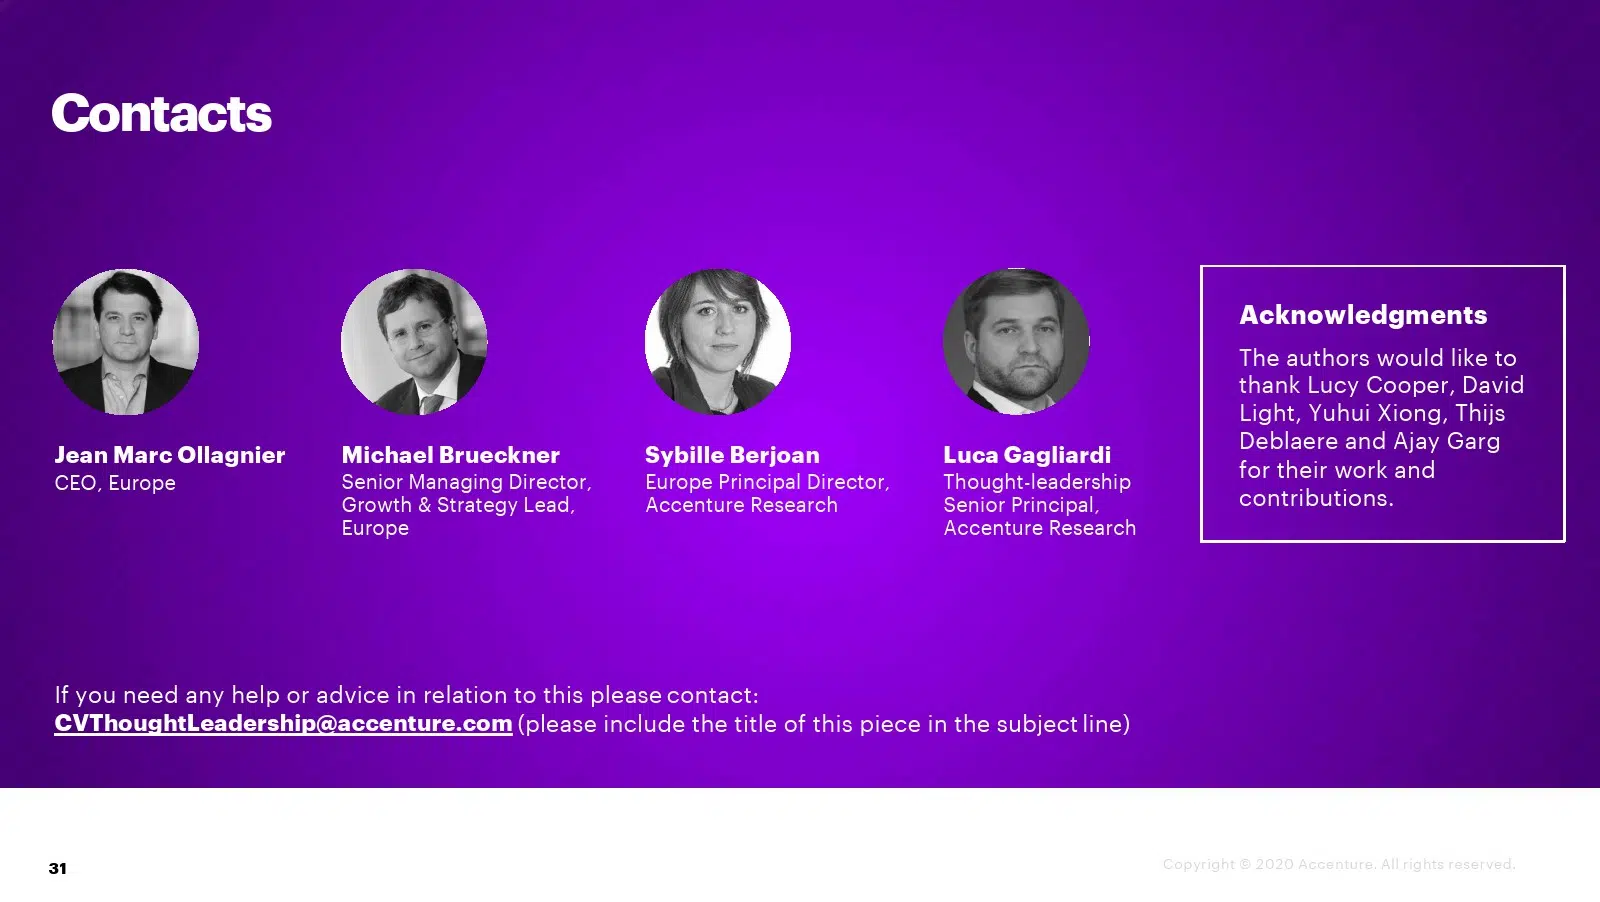 Contacts
Jean Marc Ollagnier
CEO, Europe
Michael Brueckner
Senior Managing Director,
Growth & Strategy Lead,
Europe
Sybille Berjoan
Europe Principal Director,
Accenture Research
Luca Gagliardi
Thought-leadership
Senior Principal,
Accenture Research
Acknowledgments
The authors would like to
thank Lucy Cooper, David
Light, Yuhui Xiong, Thijs
Deblaere and Ajay Garg
for their work and
contributions.
If you need any help or advice in relation to this please contact:
CVThoughtLeadership@accenture.com (please include the title of this piece in the subject line)
31
Copyright © 2020 Accenture. All rights reserved.